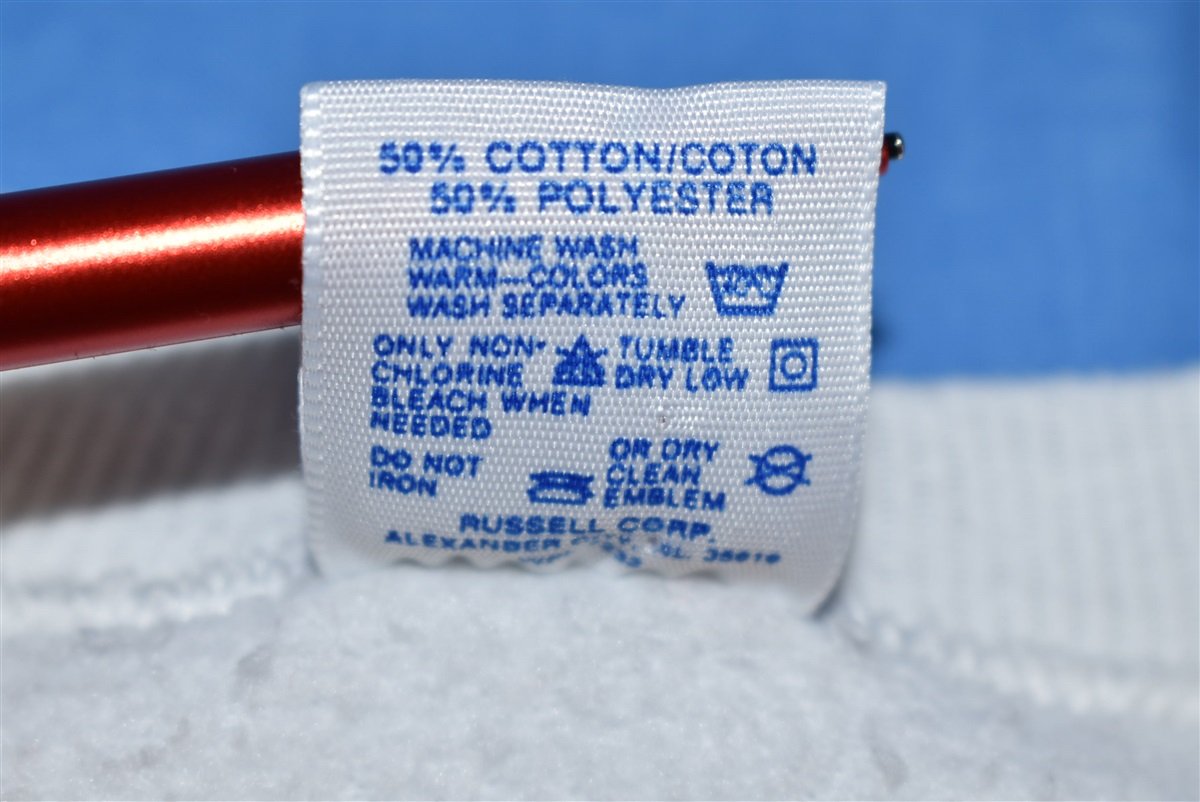 50% COTTON/COTON
50% POLYESTER
MACHINE WASH
WARM-COLORS
WASH SEPARATELY
ONLY NON-
CHLORINE
BLEACH WHEN
NEEDED
TUMBLE
DRY LOW
DO NOT
IRON
OR DRY
CLEAN
EMBLEM
RUSSELL CORP.
ALEXANDER